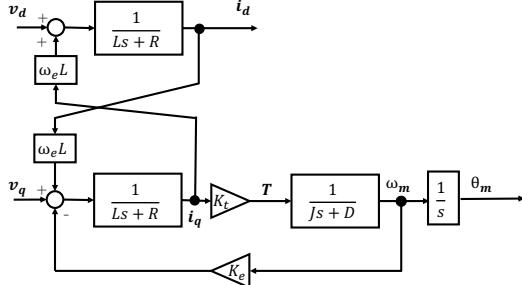 v_d + + 1 / (Ls + R) i_d
ω_e L
ω_e L
v_q + - 1 / (Ls + R) i_q K_t T 1 / (Js + D) ω_m 1 / s θ_m
K_e